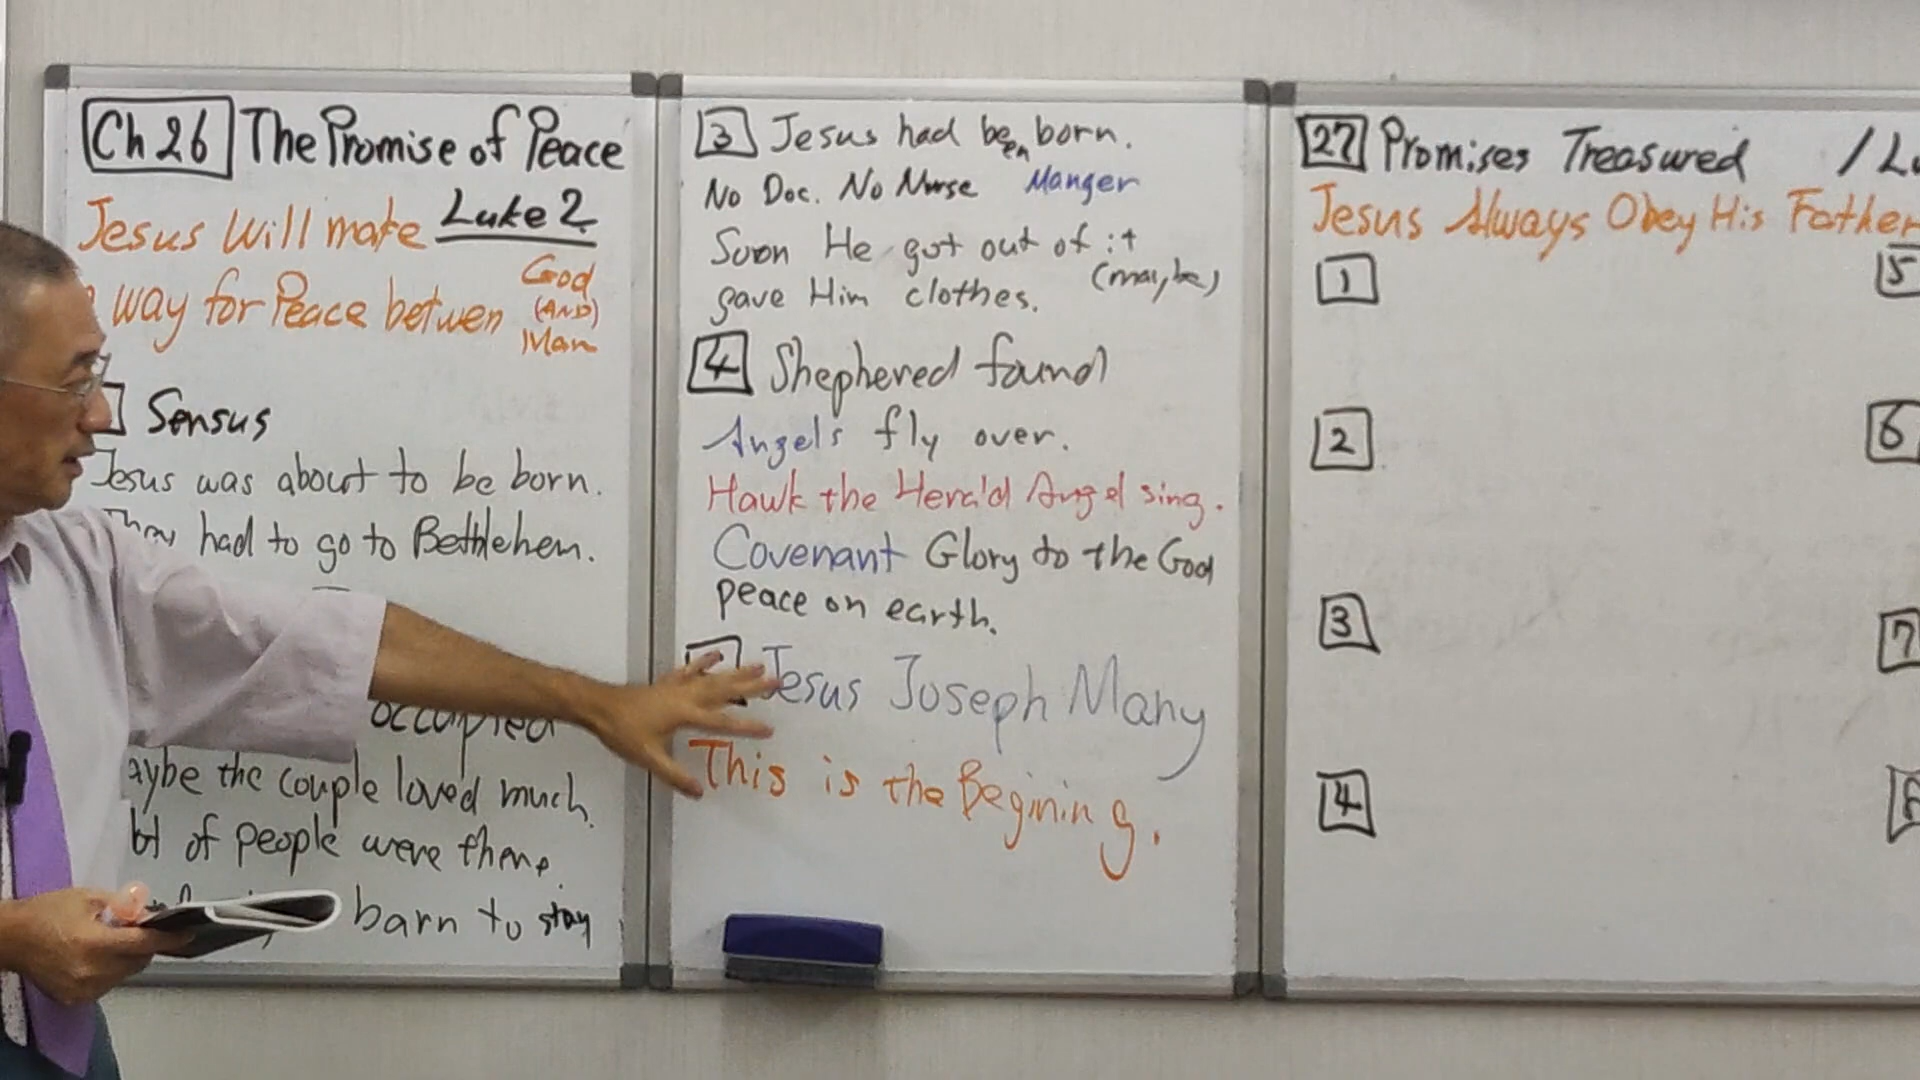 Ch 26 The Promise of Peace
Jesus Will make Luke 2
way for Peace betwen God (AND) Man
Sensus
Jesus was about to be born.
They had to go to Bethlehem.
occupied
aybe the couple loved much.
lot of people were there.
barn to stay
3 Jesus had been born.
No Doc. No Nurse Manger
Soon He got out of it
(maybe)
gave Him clothes.
4 Shephered found
Angels fly over.
Hawk the Herald Angel sing.
Covenant Glory to the God
peace on earth.
Jesus Joseph Mary
This is the Begining.
27 Promises Treasured / Lu
Jesus Always Obey His Father
1
5
2
6
3
7
4